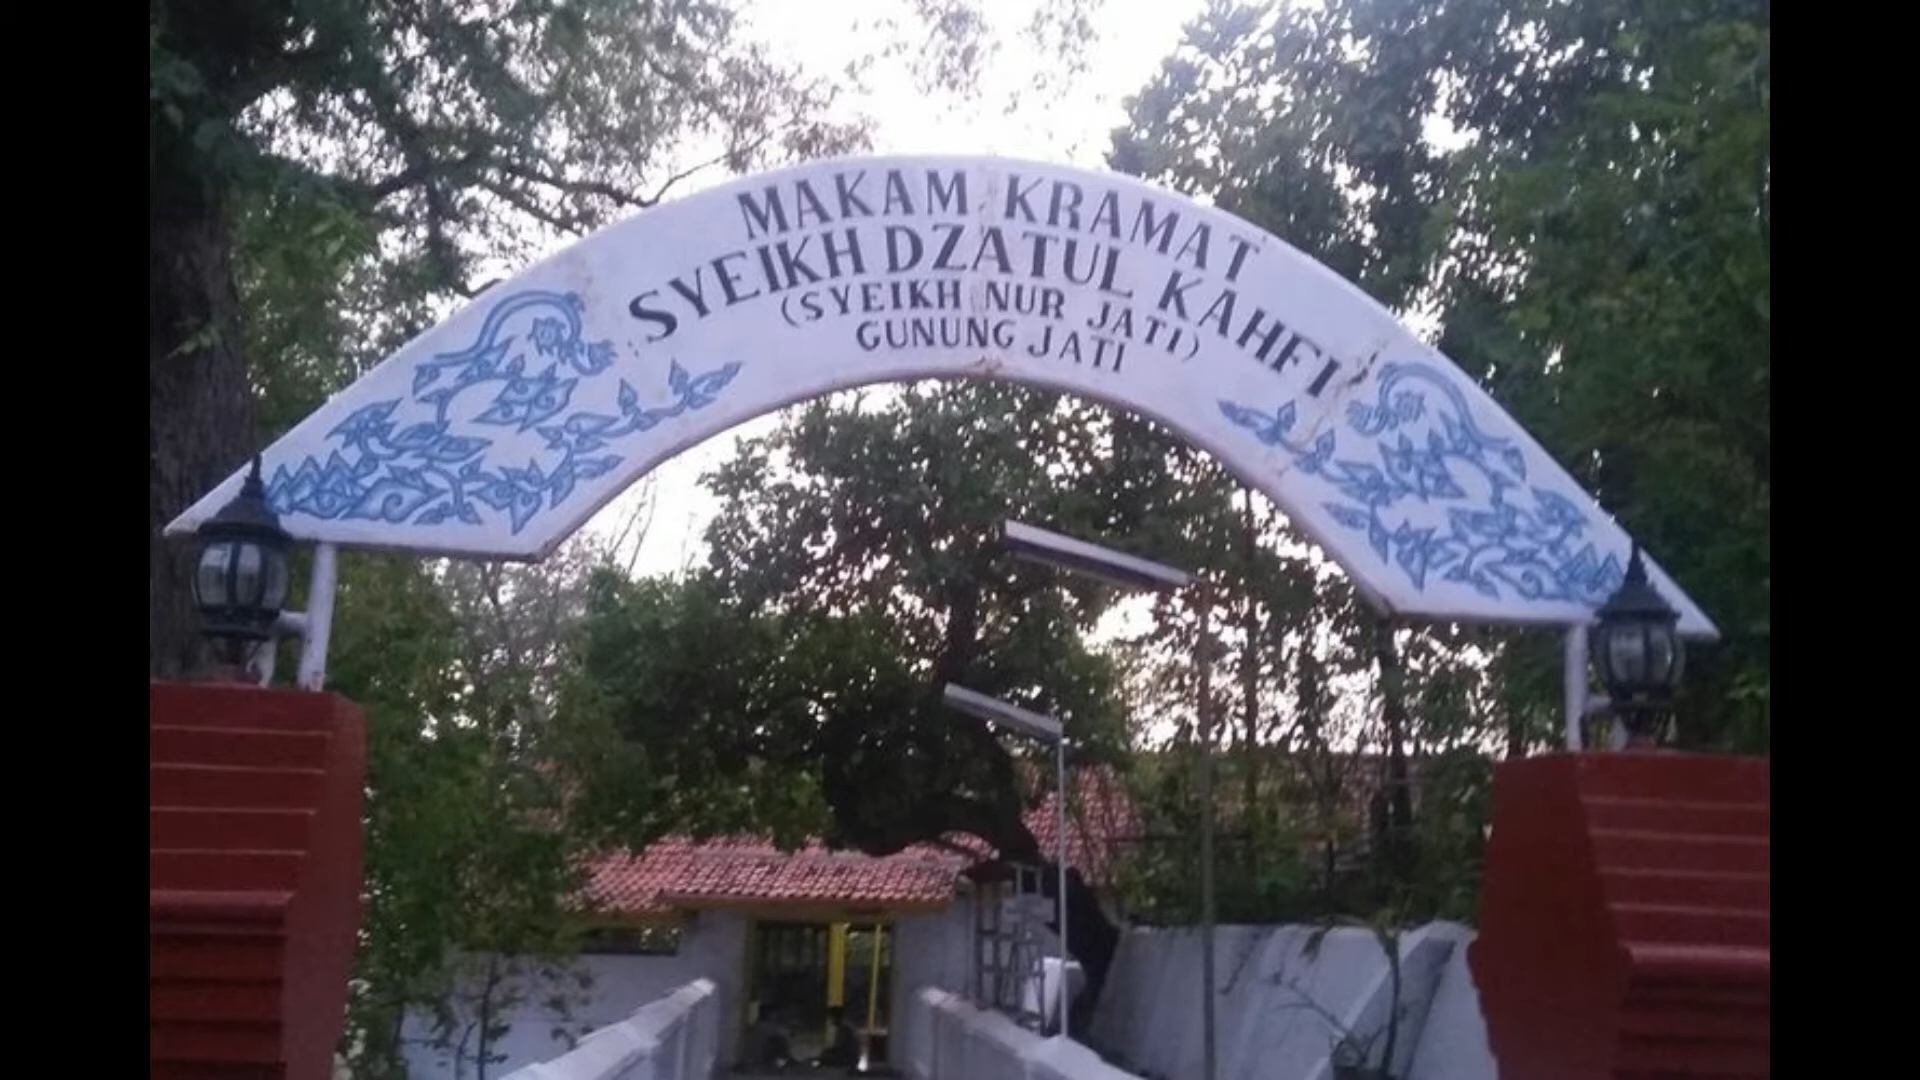 MAKAM KRAMAT
SYEIKH DZATUL KAHFI
(SYEIKH NUR JATI)
GUNUNG JATI